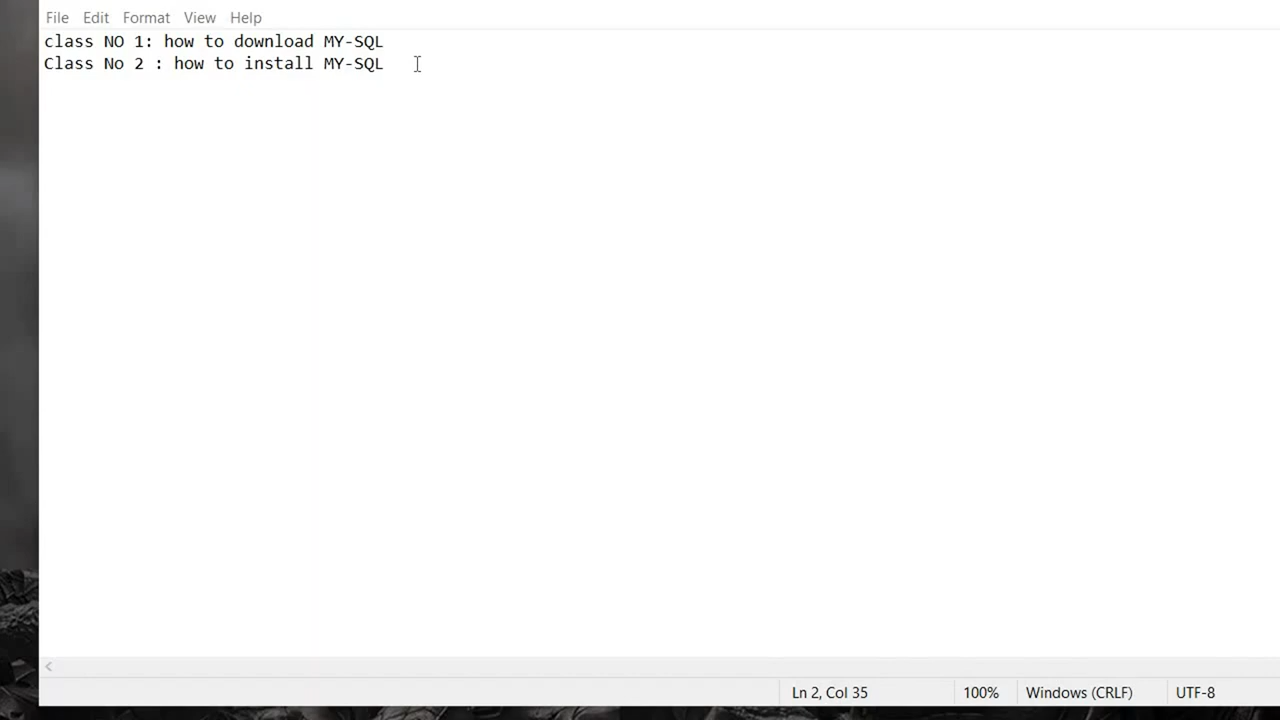 File Edit Format View Help
class NO 1: how to download MY-SQL
Class No 2 : how to install MY-SQL
Ln 2, Col 35 100% Windows (CRLF) UTF-8